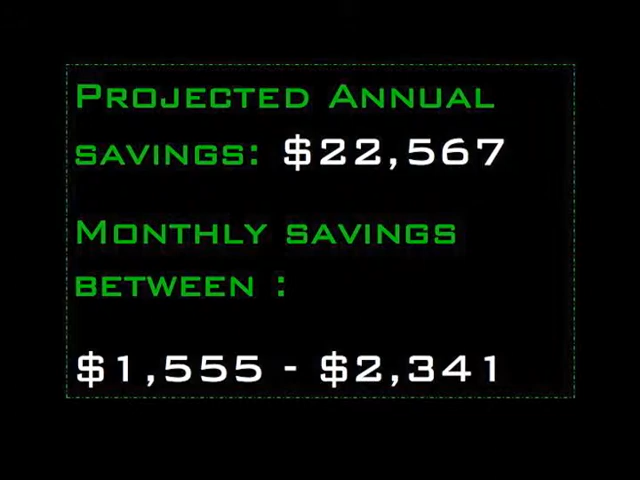 Projected Annual
savings: $22,567
Monthly savings
between :
$1,555 - $2,341